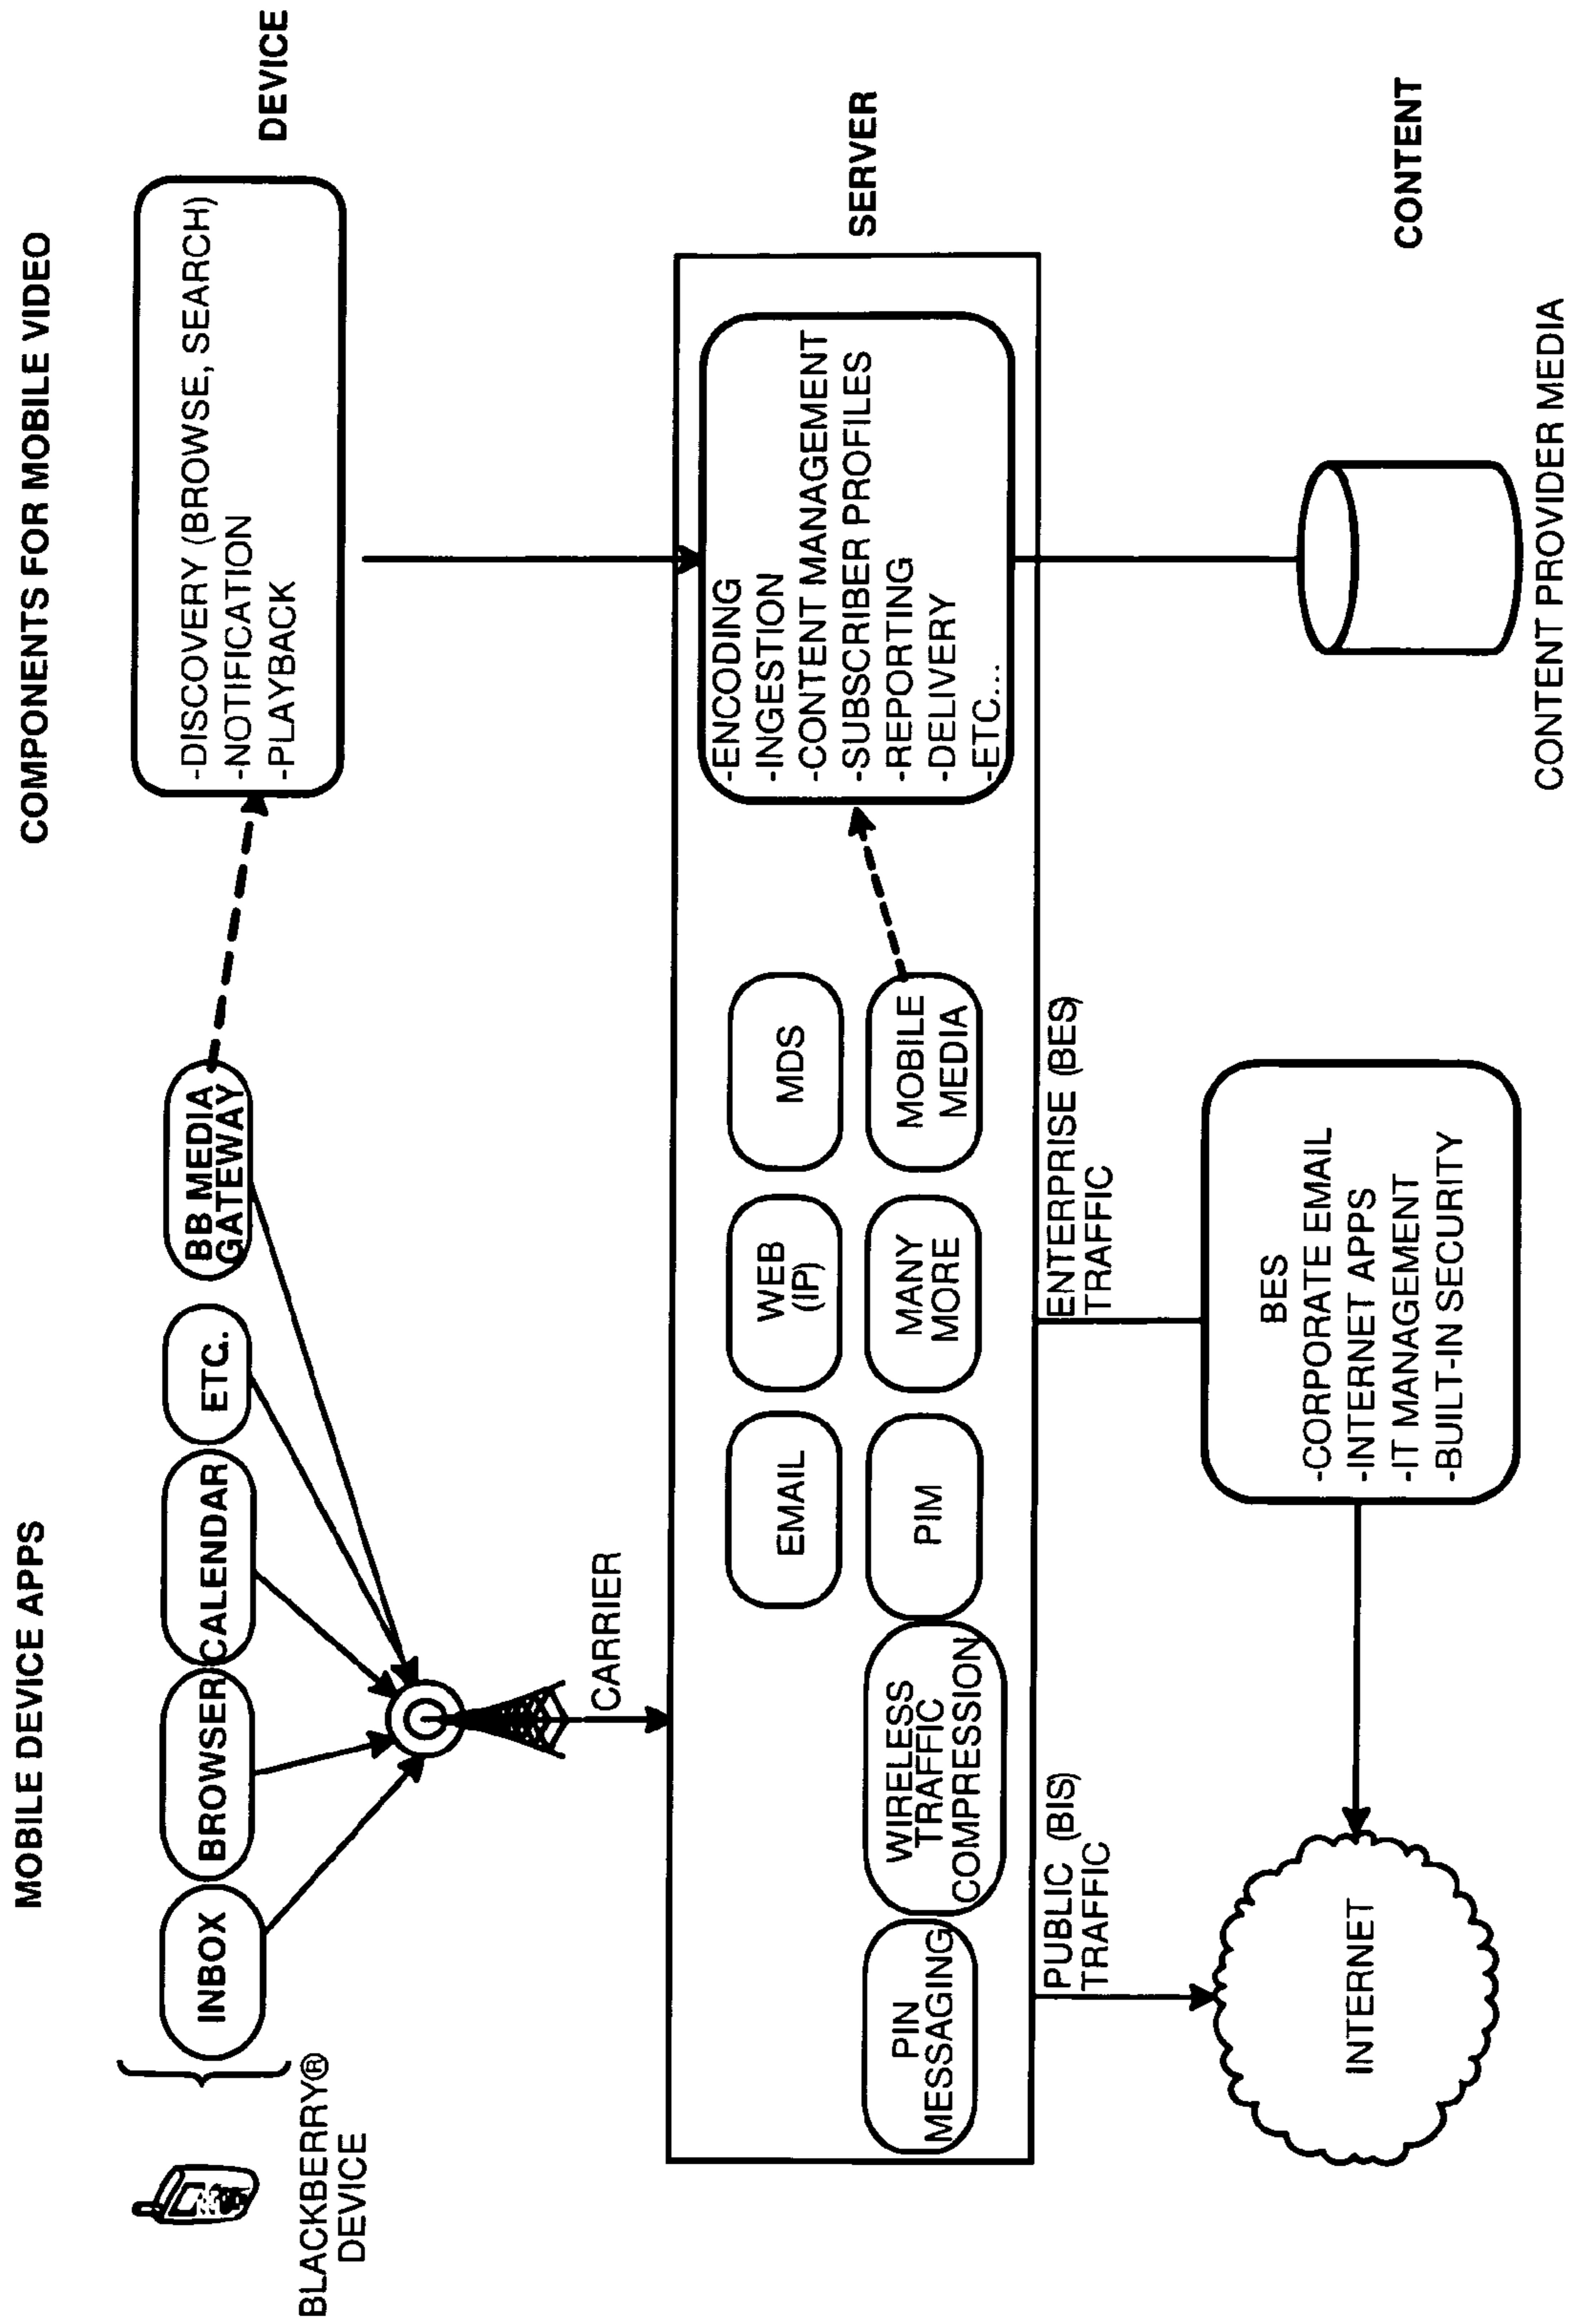 MOBILE DEVICE APPS
COMPONENTS FOR MOBILE VIDEO
BLACKBERRY®
DEVICE
INBOX
BROWSER
CALENDAR
ETC.
BB MEDIA
GATEWAY
-DISCOVERY (BROWSE, SEARCH)
-NOTIFICATION
-PLAYBACK
DEVICE
CARRIER
EMAIL
WEB
(IP)
MDS
PIN
MESSAGING
WIRELESS
TRAFFIC
COMPRESSION
PIM
MANY
MORE
MOBILE
MEDIA
-ENCODING
-INGESTION
-CONTENT MANAGEMENT
-SUBSCRIBER PROFILES
-REPORTING
-DELIVERY
-ETC...
SERVER
PUBLIC (BIS)
TRAFFIC
ENTERPRISE (BES)
TRAFFIC
INTERNET
BES
-CORPORATE EMAIL
-INTERNET APPS
-IT MANAGEMENT
-BUILT-IN SECURITY
CONTENT
CONTENT PROVIDER MEDIA